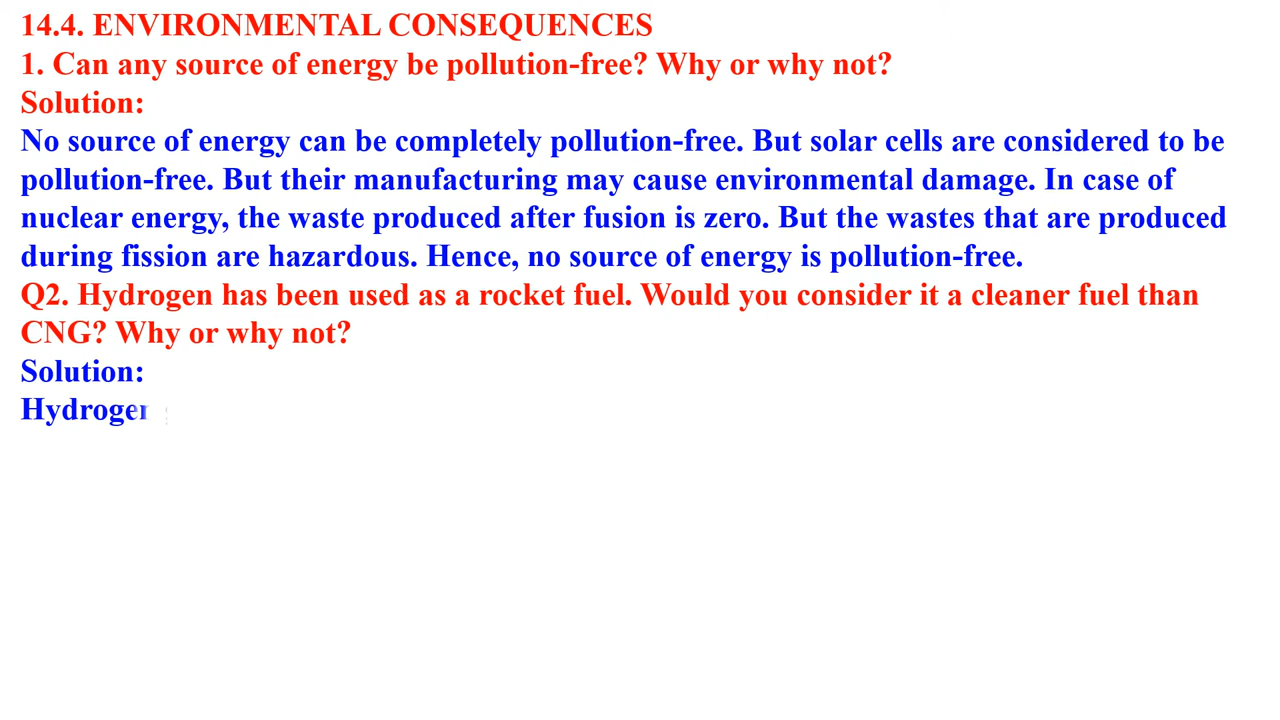 14.4. ENVIRONMENTAL CONSEQUENCES
1. Can any source of energy be pollution-free? Why or why not?
Solution:
No source of energy can be completely pollution-free. But solar cells are considered to be
pollution-free. But their manufacturing may cause environmental damage. In case of
nuclear energy, the waste produced after fusion is zero. But the wastes that are produced
during fission are hazardous. Hence, no source of energy is pollution-free.
Q2. Hydrogen has been used as a rocket fuel. Would you consider it a cleaner fuel than
CNG? Why or why not?
Solution:
Hydrogen